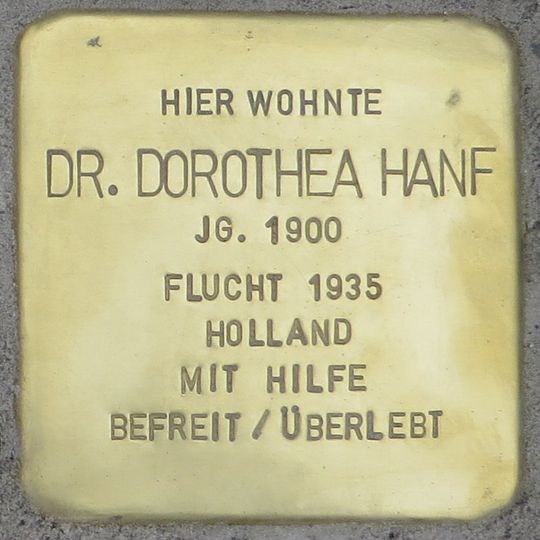 HIER WOHNTE
DR. DOROTHEA HANF
JG. 1900
FLUCHT 1935
HOLLAND
MIT HILFE
BEFREIT / ÜBERLEBT